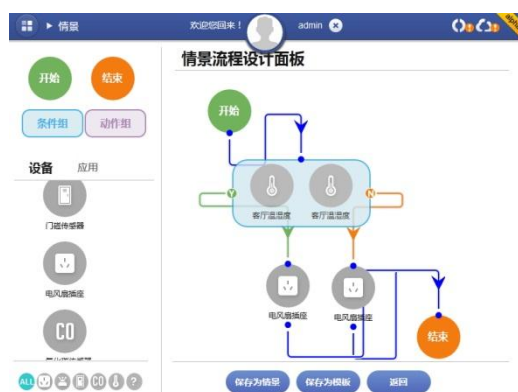 情景
欢迎您回来！
admin
alpha
开始
结束
条件组
动作组
设备
应用
门磁传感器
电风扇插座
CO
ALL
CO
?
情景流程设计面板
开始
Y
N
客厅温湿度
客厅温湿度
电风扇插座
电风扇插座
结束
保存为情景
保存为模板
返回